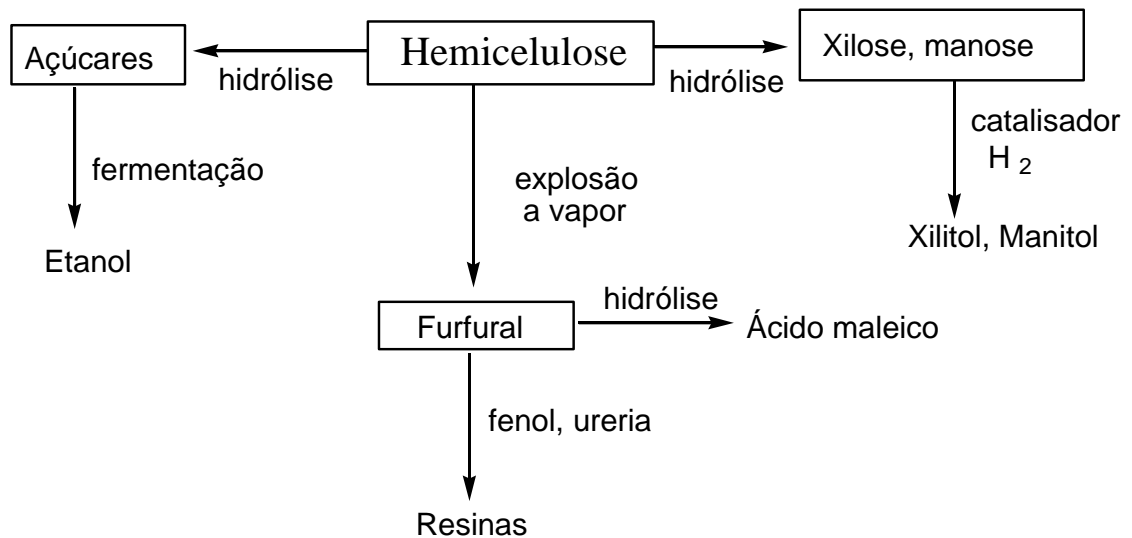 Açúcares
Hemicelulose
Xilose, manose
hidrólise
hidrólise
catalisador
H 2
fermentação
explosão
a vapor
Xilitol, Manitol
Etanol
Furfural
hidrólise
Ácido maleico
fenol, ureria
Resinas